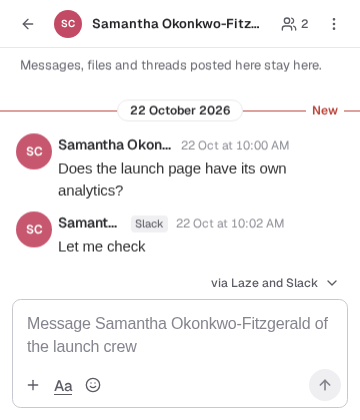 SC Samantha Okonkwo-Fitz... 2
Messages, files and threads posted here stay here.
22 October 2026 New
SC Samantha Okon... 22 Oct at 10:00 AM
Does the launch page have its own
analytics?
SC Samant... Slack 22 Oct at 10:02 AM
Let me check
via Laze and Slack
Message Samantha Okonkwo-Fitzgerald of
the launch crew
Aa